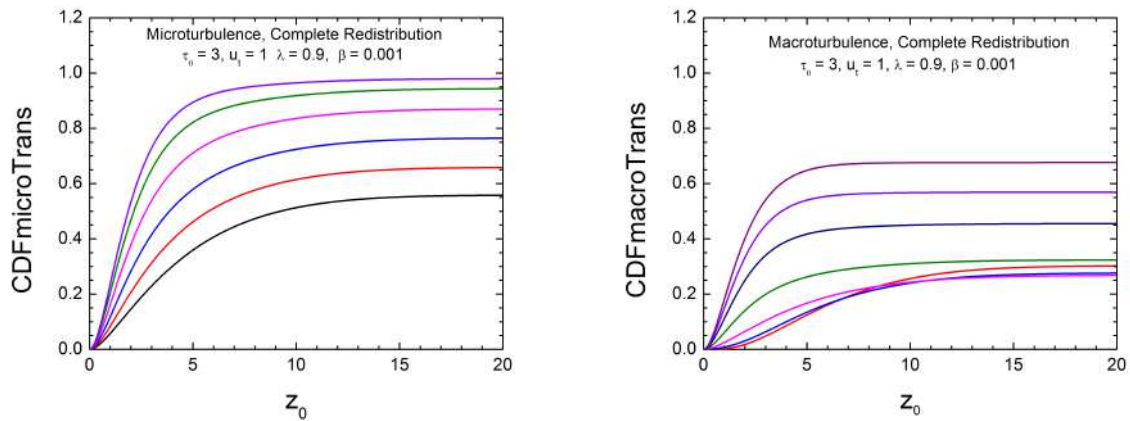 1.2
1.0
0.8
0.6
0.4
0.2
0.0
CDFmicroTrans
Microturbulence, Complete Redistribution
τ₀ = 3, uₜ = 1 λ = 0.9, β = 0.001
0 5 10 15 20
z₀
1.2
1.0
0.8
0.6
0.4
0.2
0.0
CDFmacroTrans
Macroturbulence, Complete Redistribution
τ₀ = 3, uₜ = 1, λ = 0.9, β = 0.001
0 5 10 15 20
z₀